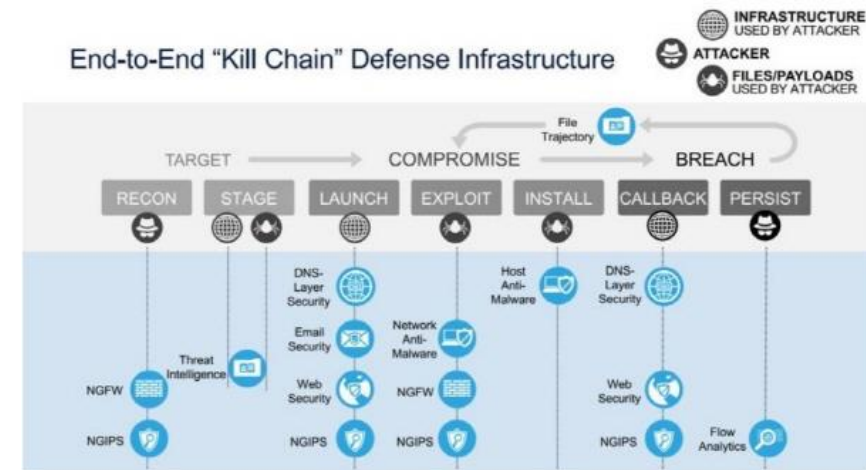 End-to-End “Kill Chain” Defense Infrastructure
INFRASTRUCTURE
USED BY ATTACKER
ATTACKER
FILES/PAYLOADS
USED BY ATTACKER
File
Trajectory
TARGET
COMPROMISE
BREACH
RECON
STAGE
LAUNCH
EXPLOIT
INSTALL
CALLBACK
PERSIST
DNS-
Layer
Security
Host
Anti-
Malware
DNS-
Layer
Security
Email
Security
Network
Anti-
Malware
Threat
Intelligence
NGFW
Web
Security
NGFW
Web
Security
NGIPS
NGIPS
NGIPS
NGIPS
Flow
Analytics